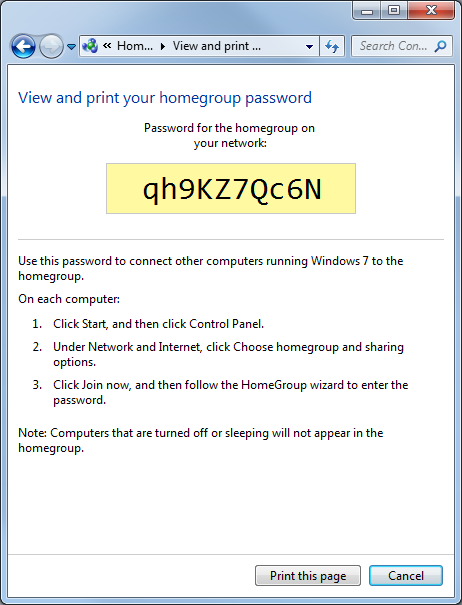 « Hom... View and print ... Search Con...
View and print your homegroup password
Password for the homegroup on
your network:
qh9KZ7Qc6N
Use this password to connect other computers running Windows 7 to the
homegroup.
On each computer:
1. Click Start, and then click Control Panel.
2. Under Network and Internet, click Choose homegroup and sharing
options.
3. Click Join now, and then follow the HomeGroup wizard to enter the
password.
Note: Computers that are turned off or sleeping will not appear in the
homegroup.
Print this page Cancel